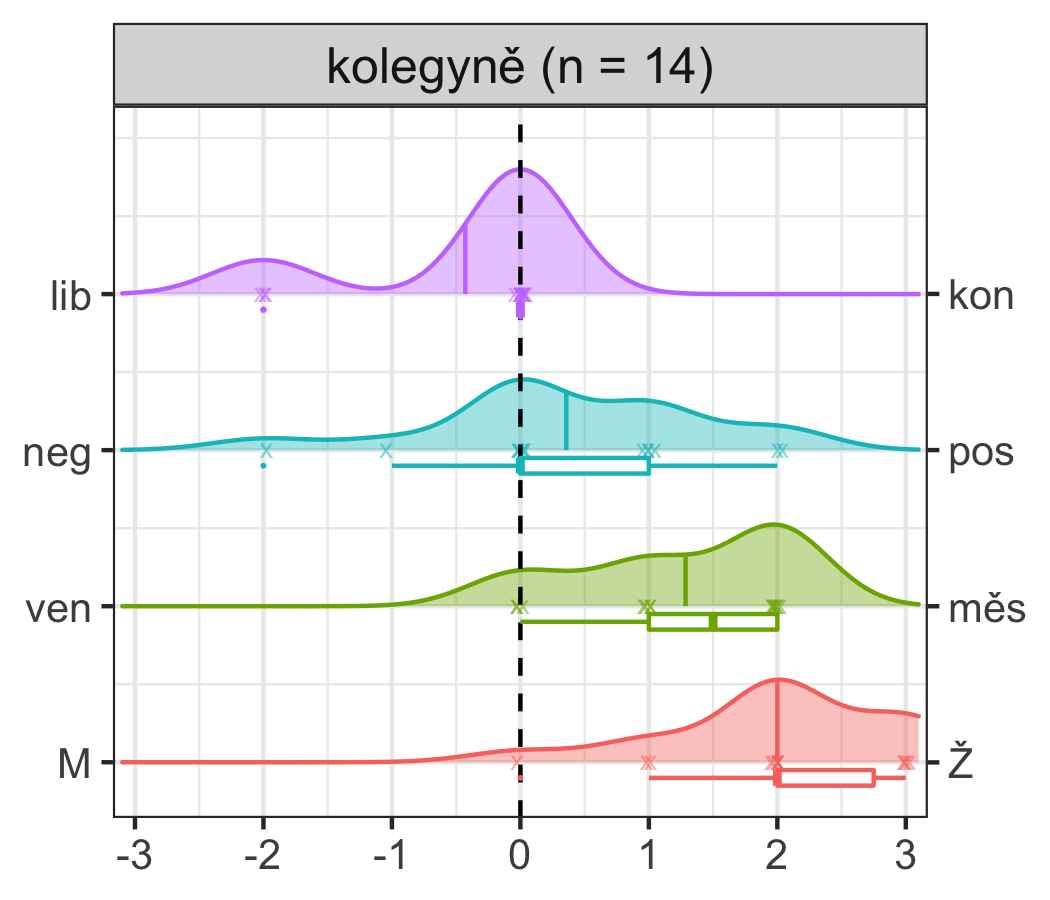 kolegyně (n = 14)
lib kon
neg pos
ven měs
M Ž
-3 -2 -1 0 1 2 3